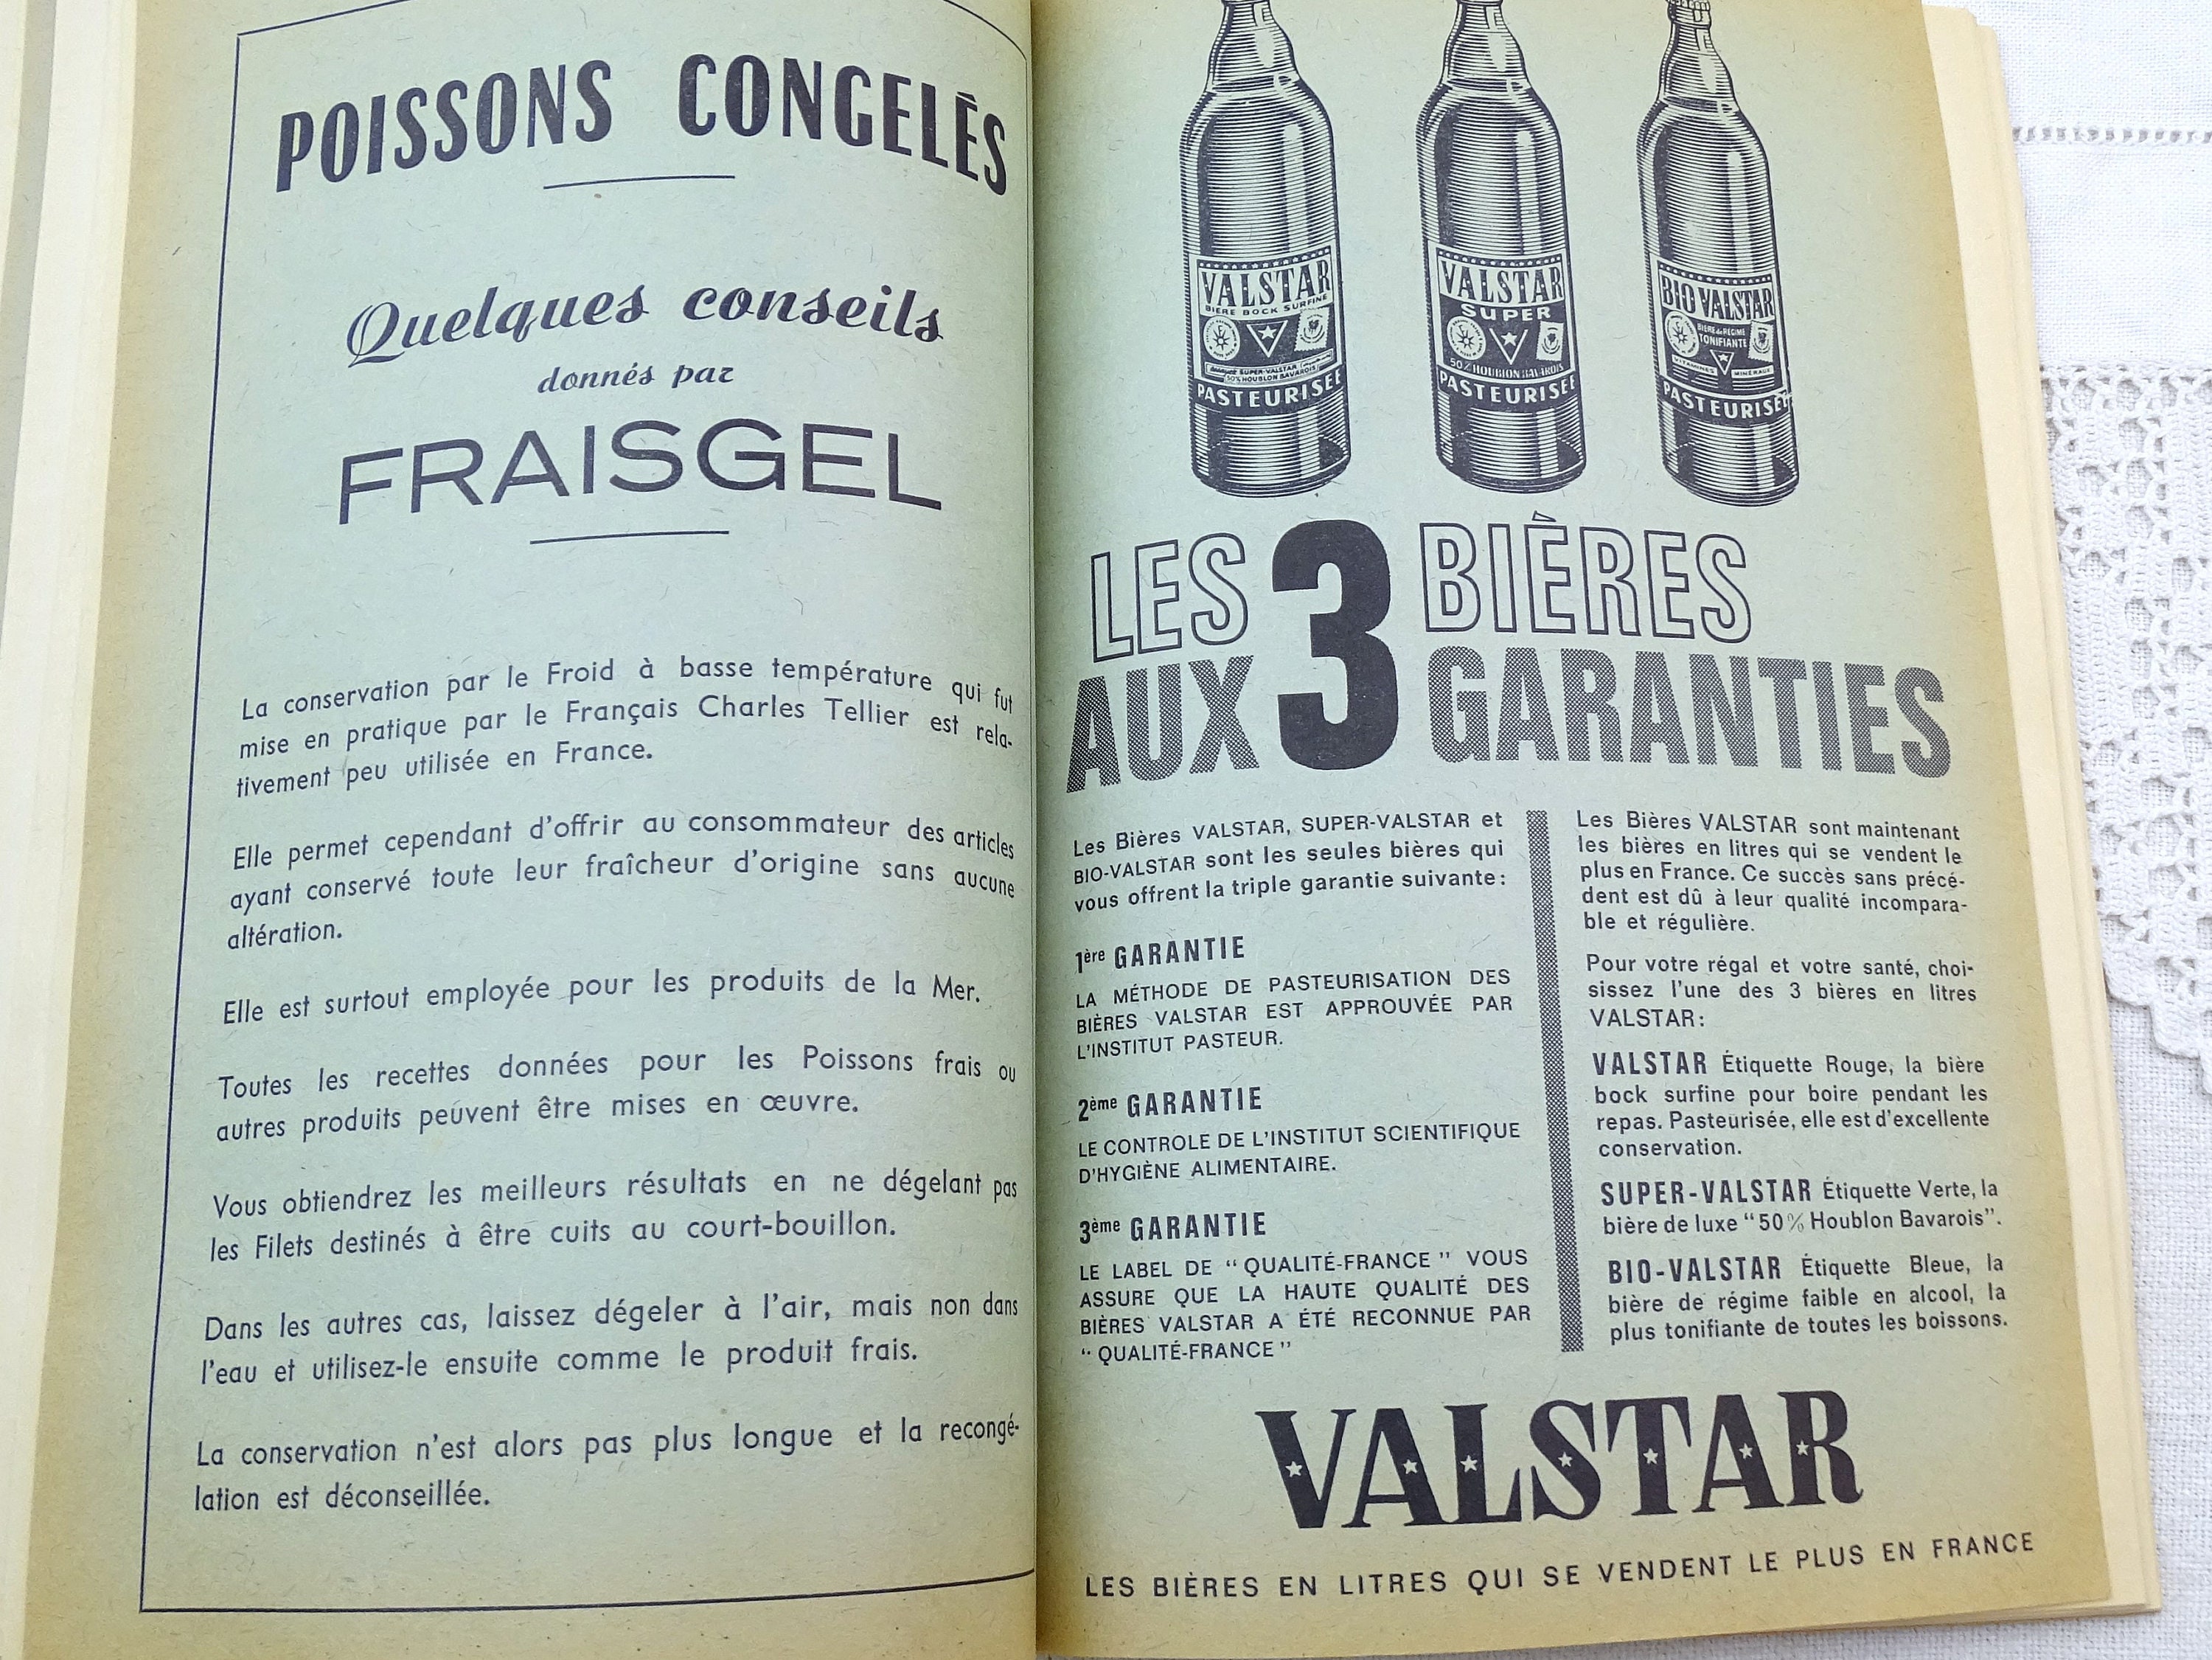 POISSONS CONGELÉS
Quelques conseils
donnés par
FRAISGEL
La conservation par le Froid à basse température qui fut
mise en pratique par le Français Charles Tellier est rela-
tivement peu utilisée en France.
Elle permet cependant d'offrir au consommateur des articles
ayant conservé toute leur fraîcheur d'origine sans aucune
altération.
Elle est surtout employée pour les produits de la Mer.
Toutes les recettes données pour les Poissons frais ou
autres produits peuvent être mises en œuvre.
Vous obtiendrez les meilleurs résultats en ne dégelant pas
les Filets destinés à être cuits au court-bouillon.
Dans les autres cas, laissez dégeler à l'air, mais non dans
l'eau et utilisez-le ensuite comme le produit frais.
La conservation n'est alors pas plus longue et la recongé-
lation est déconseillée.
VALSTAR
BIERE BOCK SURFINE
SUPER-VALSTAR
50% HOUBLON BAVAROIS
PASTEURISÉE
VALSTAR
SUPER
50% HOUBLON BAVAROIS
PASTEURISÉE
BIO VALSTAR
BIERE de REGIME
TONIFIANTE
VITAMINES MINÉRAUX
PASTEURISÉE
LES 3 BIÈRES
AUX GARANTIES
Les Bières VALSTAR, SUPER-VALSTAR et
BIO-VALSTAR sont les seules bières qui
vous offrent la triple garantie suivante:
1ère GARANTIE
LA MÉTHODE DE PASTEURISATION DES
BIÈRES VALSTAR EST APPROUVÉE PAR
L'INSTITUT PASTEUR.
2ème GARANTIE
LE CONTROLE DE L'INSTITUT SCIENTIFIQUE
D'HYGIÈNE ALIMENTAIRE.
3ème GARANTIE
LE LABEL DE "QUALITÉ-FRANCE" VOUS
ASSURE QUE LA HAUTE QUALITÉ DES
BIÈRES VALSTAR A ÉTÉ RECONNUE PAR
"QUALITÉ-FRANCE"
Les Bières VALSTAR sont maintenant
les bières en litres qui se vendent le
plus en France. Ce succès sans précé-
dent est dû à leur qualité incompara-
ble et régulière.
Pour votre régal et votre santé, choi-
sissez l'une des 3 bières en litres
VALSTAR:
VALSTAR Étiquette Rouge, la bière
bock surfine pour boire pendant les
repas. Pasteurisée, elle est d'excellente
conservation.
SUPER-VALSTAR Étiquette Verte, la
bière de luxe "50% Houblon Bavarois".
BIO-VALSTAR Étiquette Bleue, la
bière de régime faible en alcool, la
plus tonifiante de toutes les boissons.
VALSTAR
LES BIÈRES EN LITRES QUI SE VENDENT LE PLUS EN FRANCE